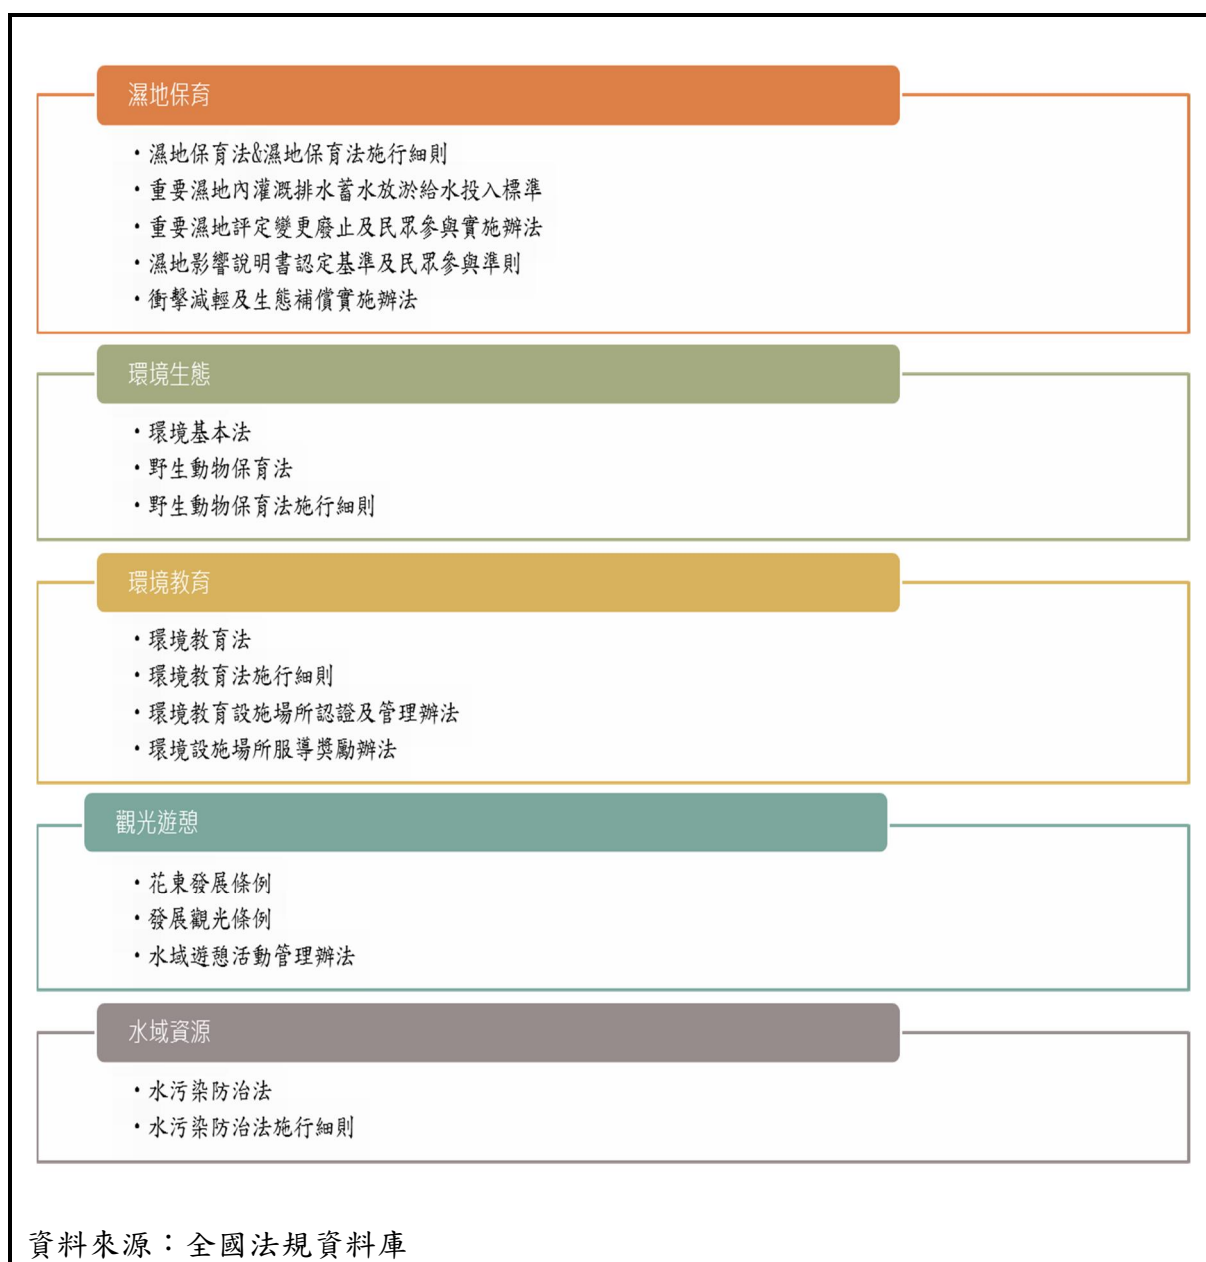 濕地保育
・濕地保育法&濕地保育法施行細則
・重要濕地內灌溉排水蓄水放淤給水投入標準
・重要濕地評定變更廢止及民眾參與實施辦法
・濕地影響說明書認定基準及民眾參與準則
・衝擊減輕及生態補償實施辦法
環境生態
・環境基本法
・野生動物保育法
・野生動物保育法施行細則
環境教育
・環境教育法
・環境教育法施行細則
・環境教育設施場所認證及管理辦法
・環境設施場所服導獎勵辦法
觀光遊憩
・花東發展條例
・發展觀光條例
・水域遊憩活動管理辦法
水域資源
・水污染防治法
・水污染防治法施行細則
資料來源：全國法規資料庫